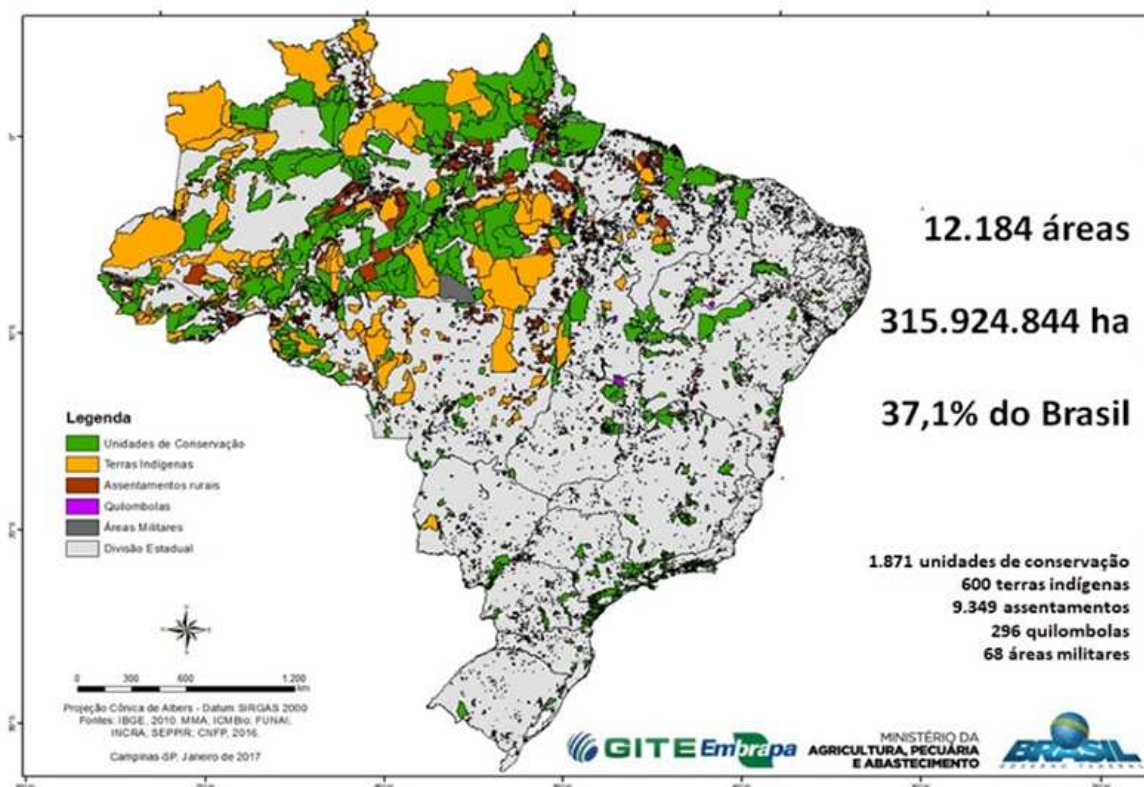 12.184 áreas
315.924.844 ha
37,1% do Brasil
Legenda
Unidades de Conservação
Terras Indígenas
Assentamentos rurais
Quilombolas
Áreas Militares
Divisão Estadual
1.871 unidades de conservação
600 terras indígenas
9.349 assentamentos
296 quilombolas
68 áreas militares
0 300 600 1.200
km
Projeção Cônica de Albers - Datum SIRGAS 2000
Fontes: IBGE, 2010. MMA; ICMBio; FUNAI;
INCRA; SEPPIR; CNFP, 2016.
Campinas-SP, Janeiro de 2017
GITE Embrapa
MINISTÉRIO DA
AGRICULTURA, PECUÁRIA
E ABASTECIMENTO
BRASIL
GOVERNO FEDERAL